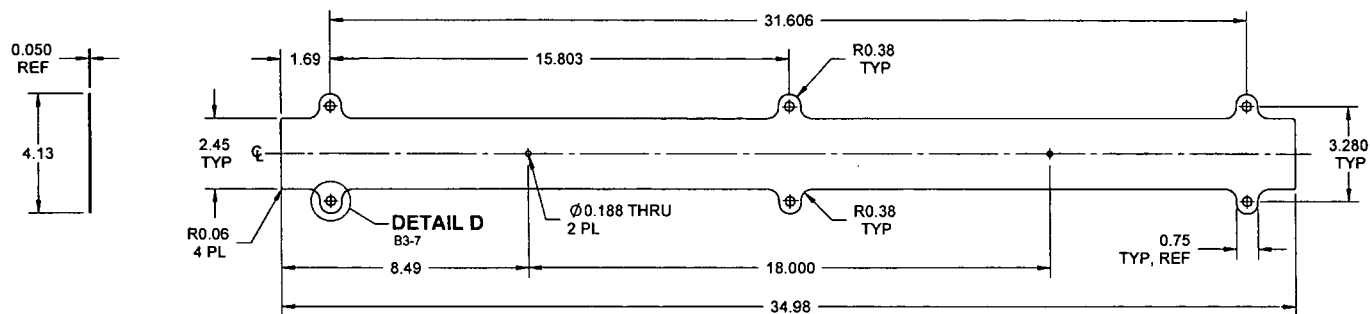 31.606
0.050
REF
1.69
15.803
R0.38
TYP
4.13
2.45
TYP
℄
3.280
TYP
R0.06
4 PL
DETAIL D
B3-7
Ø0.188 THRU
2 PL
R0.38
TYP
0.75
TYP, REF
8.49
18.000
34.98